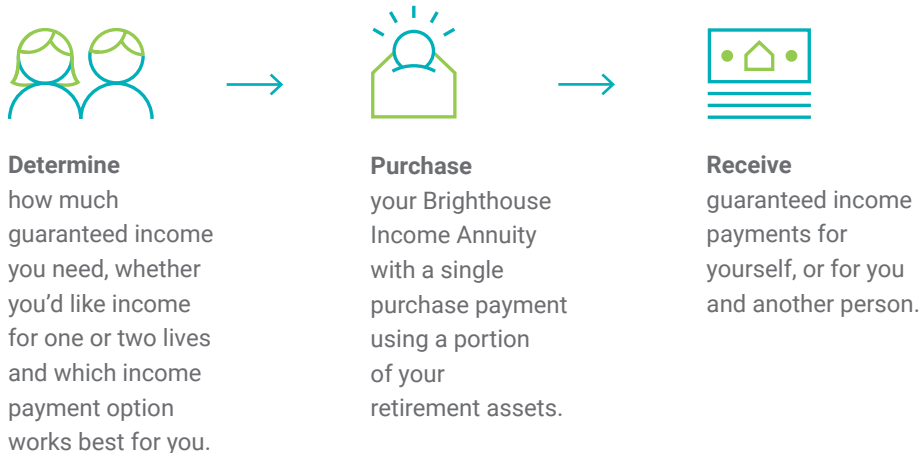 Determine
how much
guaranteed income
you need, whether
you’d like income
for one or two lives
and which income
payment option
works best for you.
Purchase
your Brighthouse
Income Annuity
with a single
purchase payment
using a portion
of your
retirement assets.
Receive
guaranteed income
payments for
yourself, or for you
and another person.